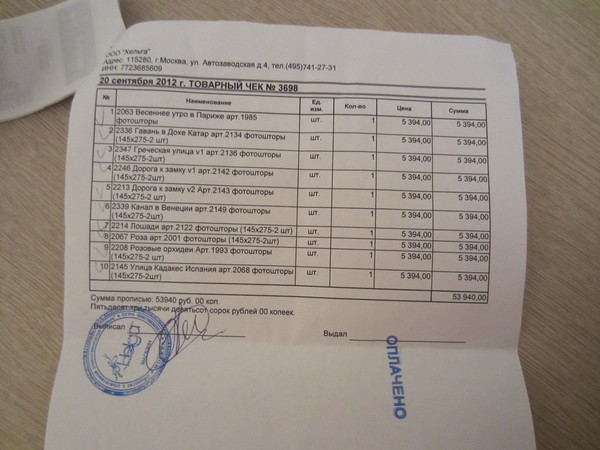 ООО "Хельга"
Адрес: 115280, г.Москва, ул. Автозаводская д.4, тел.(495)741-27-31
ИНН: 7723685609
20 сентября 2012 г. ТОВАРНЫЙ ЧЕК № 3698
№ Наименование Ед. изм. Кол-во Цена Сумма
1 2063 Весеннее утро в Париже арт.1985 шт. 1 5 394,00 5 394,00
фотошторы
2 2336 Гавань в Дохе Катар арт.2134 фотошторы шт. 1 5 394,00 5 394,00
(145х275-2 шт)
3 2347 Греческая улица v1 арт.2136 фотошторы шт. 1 5 394,00 5 394,00
(145х275-2шт)
4 2246 Дорога к замку v1 арт.2142 фотошторы шт. 1 5 394,00 5 394,00
(145х275-2 шт)
5 2213 Дорога к замку v2 Арт.2143 фотошторы шт. 1 5 394,00 5 394,00
(145х275-2шт)
6 2339 Канал в Венеции арт.2149 фотошторы шт. 1 5 394,00 5 394,00
(145х275-2шт)
7 2214 Лошади арт.2122 фотошторы (145х275-2 шт) шт. 1 5 394,00 5 394,00
8 2067 Роза арт.2001 фотошторы (145х275-2 шт) шт. 1 5 394,00 5 394,00
9 2208 Розовые орхидеи Арт.1993 фотошторы шт. 1 5 394,00 5 394,00
(145х275-2шт)
10 2145 Улица Кадакес Испания арт.2068 фотошторы шт. 1 5 394,00 5 394,00
(145х275-2шт)
53 940,00
Сумма прописью: 53940 руб. 00 коп.
Пятьдесят три тысячи девятьсот сорок рублей 00 копеек
Выписал
Выдал
ОПЛАЧЕНО